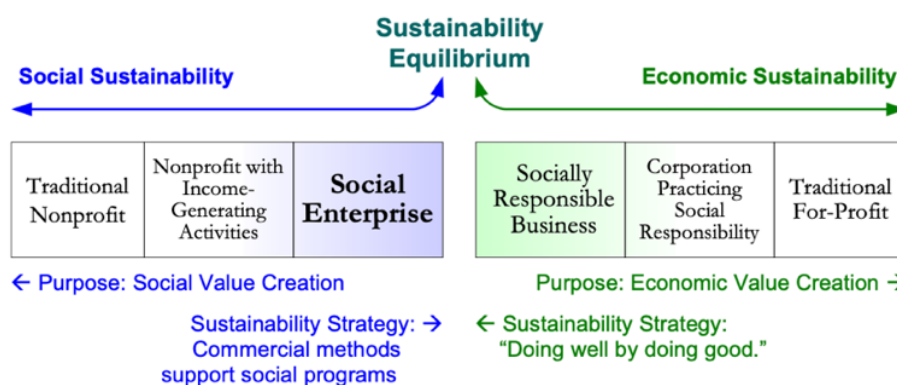 Sustainability
Equilibrium
Social Sustainability
Economic Sustainability
Traditional
Nonprofit
Nonprofit with
Income-
Generating
Activities
Social
Enterprise
Socially
Responsible
Business
Corporation
Practicing
Social
Responsibility
Traditional
For-Profit
← Purpose: Social Value Creation
Purpose: Economic Value Creation →
Sustainability Strategy: →
Commercial methods
support social programs
← Sustainability Strategy:
“Doing well by doing good.”